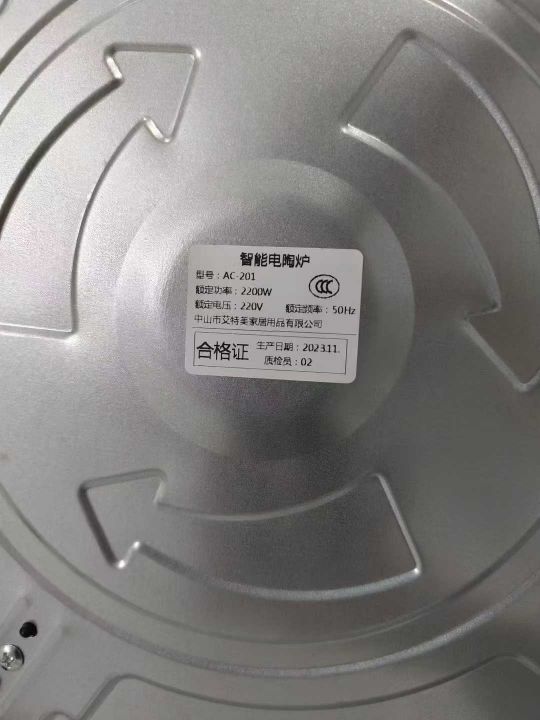 智能电陶炉
型号：AC-201
额定功率：2200W
额定电压：220V 额定频率：50Hz
中山市艾特美家居用品有限公司
合格证
生产日期：2023.11.
质检员：02